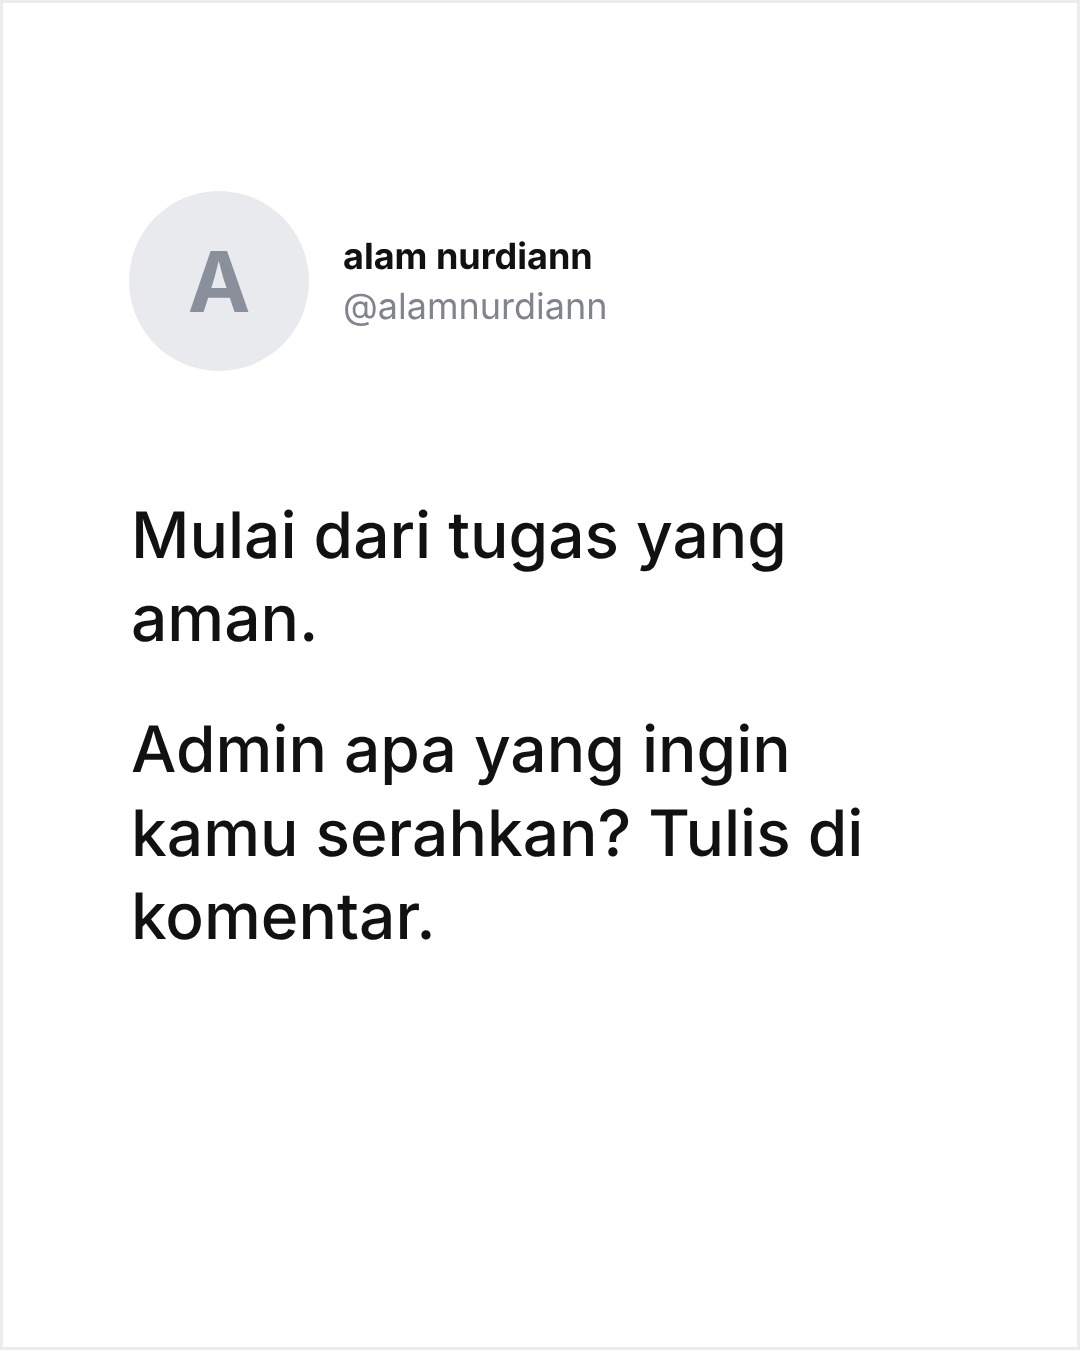 A
alam nurdiann
@alamnurdiann
Mulai dari tugas yang
aman.
Admin apa yang ingin
kamu serahkan? Tulis di
komentar.